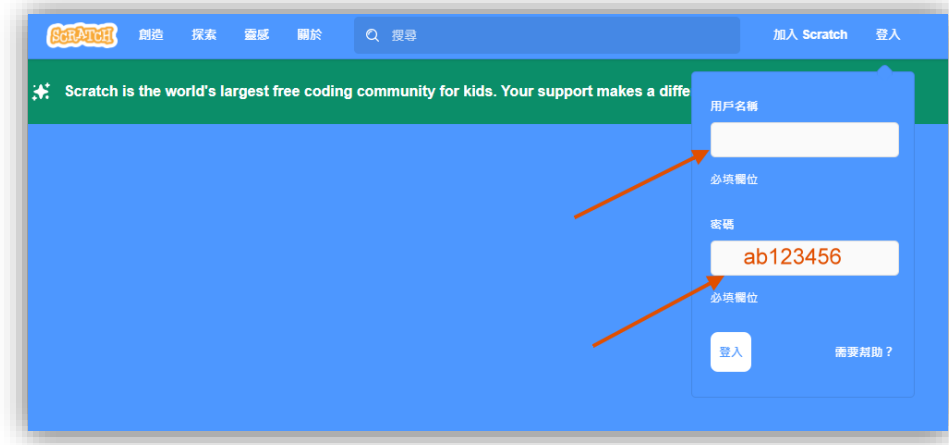 SCRATCH 創造 探索 靈感 關於 搜尋 加入 Scratch 登入
Scratch is the world's largest free coding community for kids. Your support makes a diffe
用戶名稱
必填欄位
密碼
ab123456
必填欄位
登入 需要幫助？